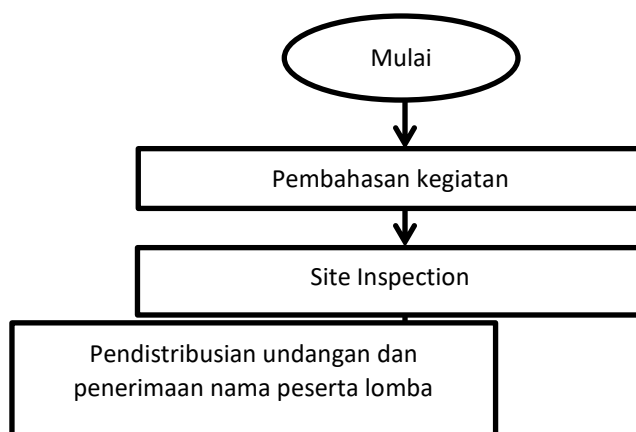 Mulai
Pembahasan kegiatan
Site Inspection
Pendistribusian undangan dan
penerimaan nama peserta lomba